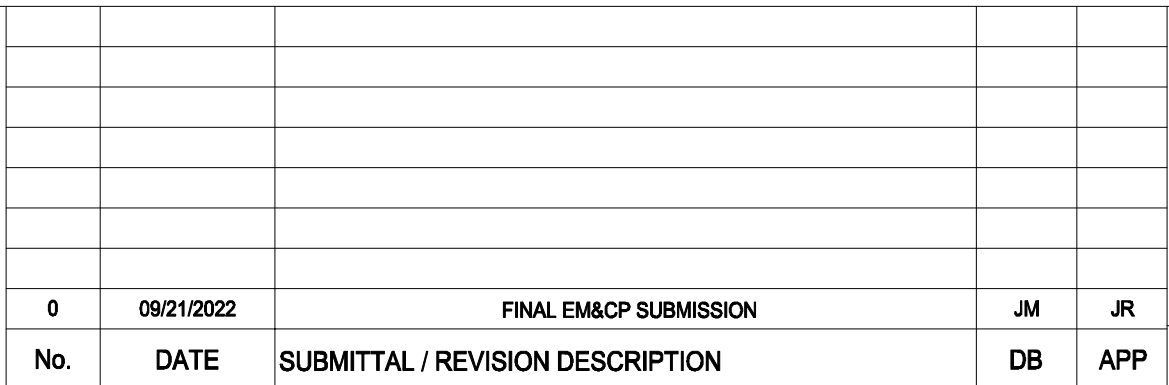 0 09/21/2022 FINAL EM&CP SUBMISSION JM JR
No. DATE SUBMITTAL / REVISION DESCRIPTION DB APP